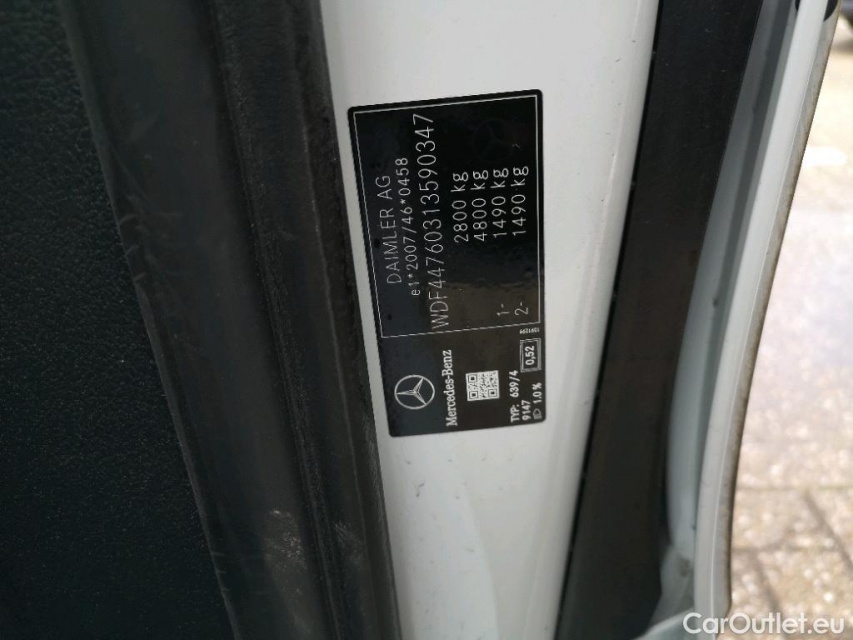 DAIMLER AG
e1*2007/46*0458
WDF44760313590347
2800 kg
4800 kg
1- 1490 kg
2- 1490 kg
Mercedes-Benz
TYP: 639/4
9147 0,52
1.0 %
CarOutlet.eu